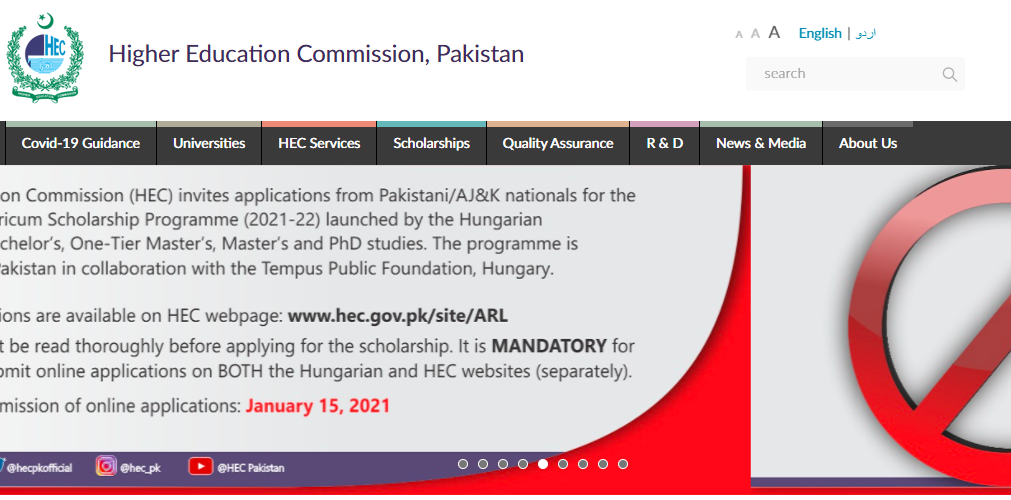 HEC
Higher Education Commission, Pakistan
A A A English | اردو
search
Covid-19 Guidance Universities HEC Services Scholarships Quality Assurance R & D News & Media About Us
on Commission (HEC) invites applications from Pakistani/AJ&K nationals for the
ricum Scholarship Programme (2021-22) launched by the Hungarian
chelor's, One-Tier Master's, Master's and PhD studies. The programme is
akistan in collaboration with the Tempus Public Foundation, Hungary.
ions are available on HEC webpage: www.hec.gov.pk/site/ARL
t be read thoroughly before applying for the scholarship. It is MANDATORY for
omit online applications on BOTH the Hungarian and HEC websites (separately).
mission of online applications: January 15, 2021
@hecpkofficial @hec_pk @HEC Pakistan